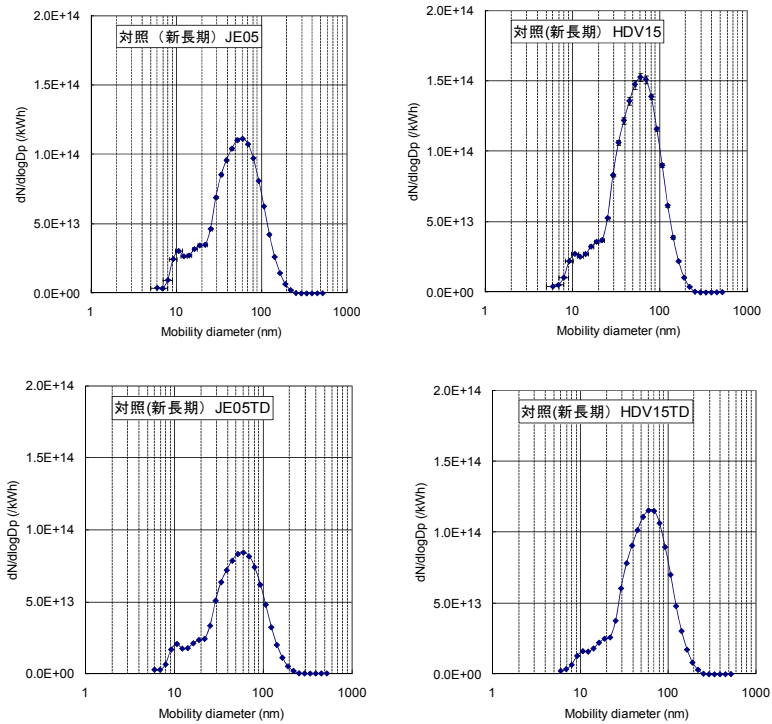 対照（新長期）JE05
2.0E+14
1.5E+14
1.0E+14
5.0E+13
0.0E+00
dN/dlogDp (/kWh)
1
10
100
1000
Mobility diameter (nm)
対照(新長期）HDV15
2.0E+14
1.5E+14
1.0E+14
5.0E+13
0.0E+00
dN/dlogDp (/kWh)
1
10
100
1000
Mobility diameter (nm)
対照(新長期）JE05TD
2.0E+14
1.5E+14
1.0E+14
5.0E+13
0.0E+00
dN/dlogDp (/kWh)
1
10
100
1000
Mobility diameter (nm)
対照(新長期）HDV15TD
2.0E+14
1.5E+14
1.0E+14
5.0E+13
0.0E+00
dN/dlogDp (/kWh)
1
10
100
1000
Mobility diameter (nm)